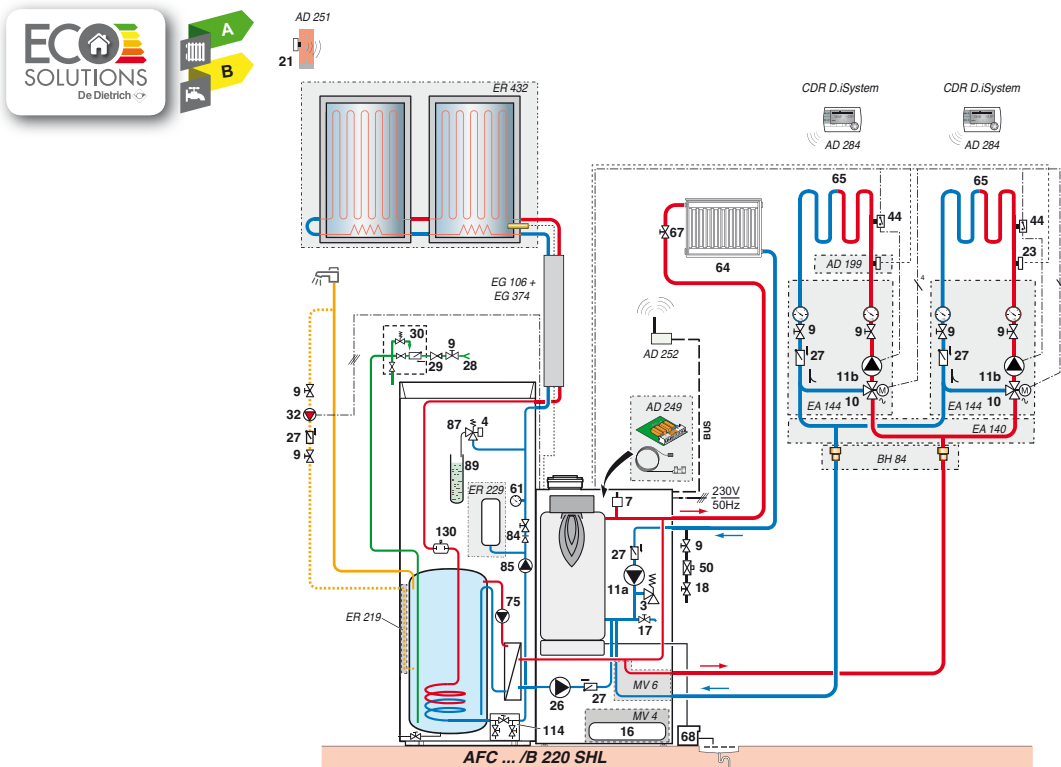 ECO
SOLUTIONS
De Dietrich
A
B
AD 251
21
ER 432
CDR D.iSystem
CDR D.iSystem
AD 284
AD 284
65
65
44
44
67
64
23
AD 199
4
EG 106 +
EG 374
30
9
29
28
AD 252
9
9
9
9
27
27
11b
11b
M
M
10
10
EA 144
EA 144
EA 140
BH 84
9
32
27
9
87
4
89
AD 249
BUS
61
ER 229
7
230V
50Hz
84
130
85
27
9
50
11a
18
3
17
75
ER 219
MV 6
26
27
114
MV 4
16
68
AFC ... /B 220 SHL